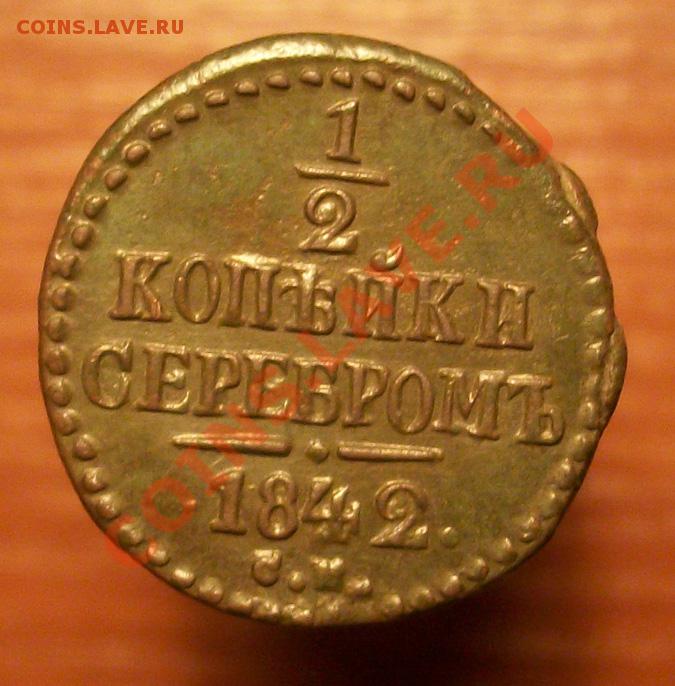 COINS.LAVE.RU
1
2
КОПѢЙКИ
СЕРЕБРОМЪ
1842.
С.М.
COINS.LAVE.RU